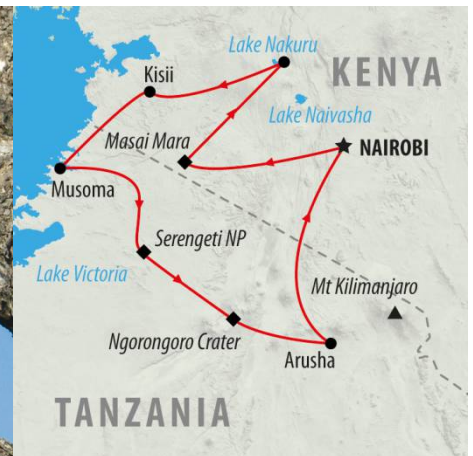 Lake Nakuru
KENYA
Kisii
Lake Naivasha
Masai Mara
NAIROBI
Musoma
Serengeti NP
Lake Victoria
Mt Kilimanjaro
Ngorongoro Crater
Arusha
TANZANIA